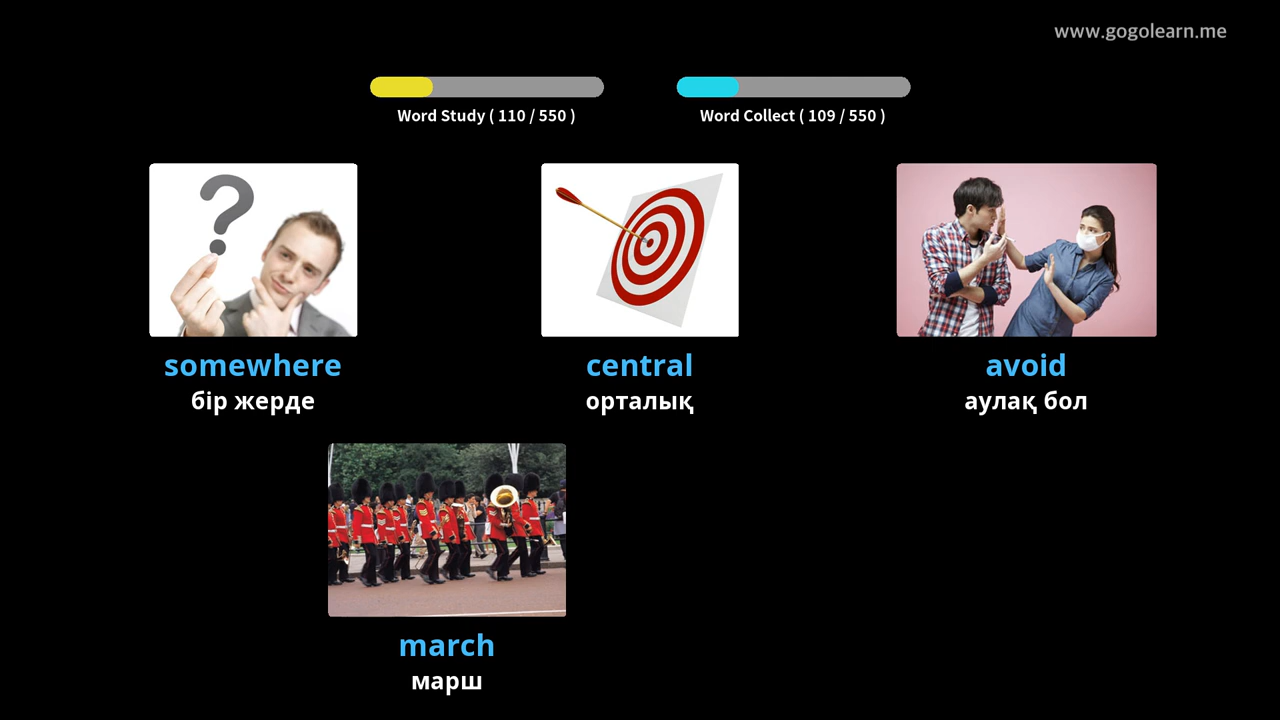 www.gogolearn.me
Word Study ( 110 / 550 )
Word Collect ( 109 / 550 )
somewhere
бір жерде
central
орталық
avoid
аулақ бол
march
марш